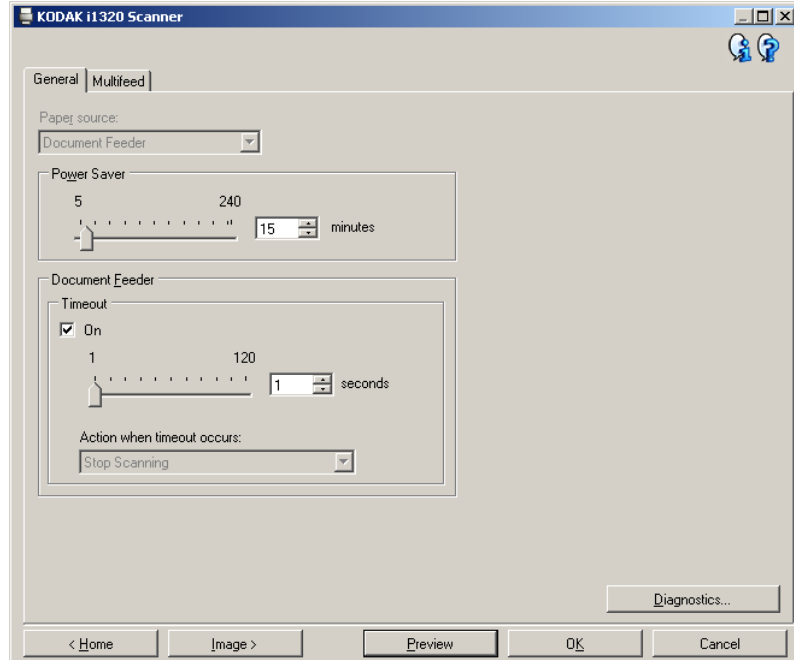 KODAK i1320 Scanner
General
Multifeed
Paper source:
Document Feeder
Power Saver
5 240
15 minutes
Document Feeder
Timeout
On
1 120
1 seconds
Action when timeout occurs:
Stop Scanning
Diagnostics...
< Home Image > Preview OK Cancel